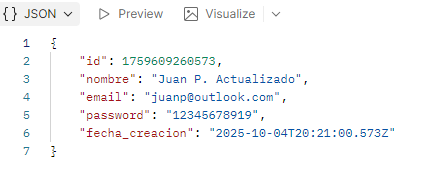 {} JSON Preview Visualize
1 {
2 "id": 1759609260573,
3 "nombre": "Juan P. Actualizado",
4 "email": "juanp@outlook.com",
5 "password": "12345678919",
6 "fecha_creacion": "2025-10-04T20:21:00.573Z"
7 }